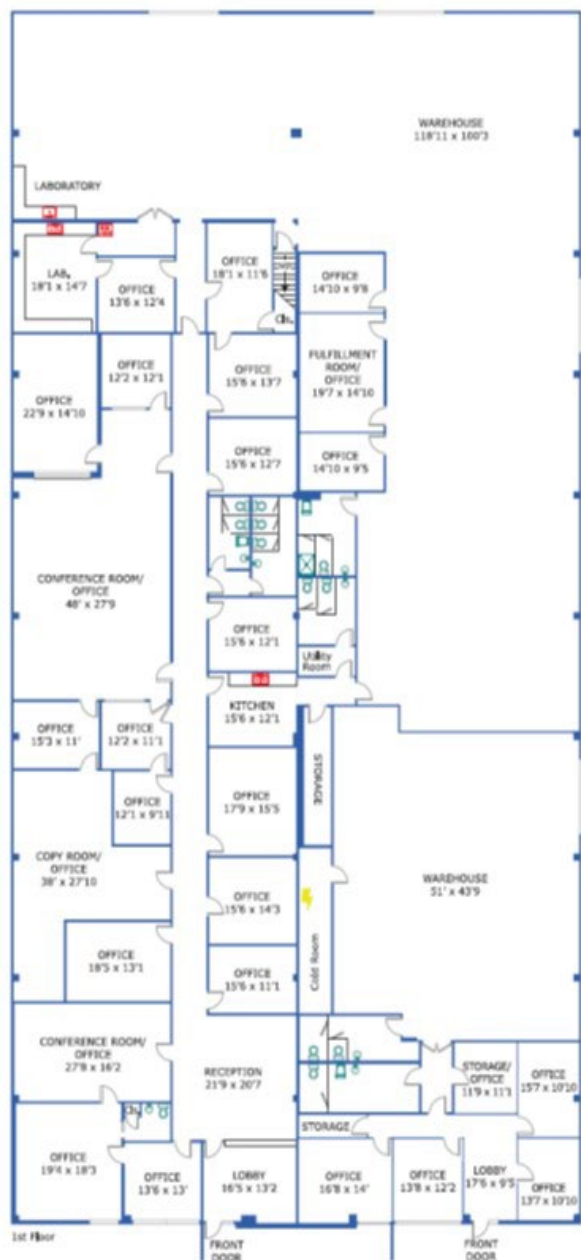 WAREHOUSE
118'11 x 100'3
LABORATORY
LAB.
18'1 x 14'7
OFFICE
13'6 x 12'4
OFFICE
18'1 x 11'6
OFFICE
14'10 x 9'8
OFFICE
12'2 x 12'1
OFFICE
15'6 x 13'7
FULFILLMENT
ROOM/
OFFICE
19'7 x 14'10
OFFICE
22'9 x 14'10
OFFICE
15'6 x 12'7
OFFICE
14'10 x 9'5
CONFERENCE ROOM/
OFFICE
48' x 27'9
OFFICE
15'6 x 12'1
Utility
Room
KITCHEN
15'6 x 12'1
OFFICE
15'3 x 11'
OFFICE
12'2 x 11'1
STORAGE
OFFICE
12'1 x 9'11
OFFICE
17'9 x 15'5
COPY ROOM/
OFFICE
38' x 27'10
WAREHOUSE
51' x 43'9
OFFICE
15'6 x 14'3
Cold Room
OFFICE
18'5 x 13'1
OFFICE
15'6 x 11'1
CONFERENCE ROOM/
OFFICE
27'8 x 16'2
RECEPTION
21'9 x 20'7
STORAGE/
OFFICE
11'9 x 11'1
OFFICE
15'7 x 10'10
STORAGE
OFFICE
19'4 x 18'3
OFFICE
13'6 x 13'
LOBBY
16'5 x 13'2
OFFICE
16'8 x 14'
OFFICE
13'8 x 12'2
LOBBY
17'6 x 9'5
OFFICE
13'7 x 10'10
1st Floor
FRONT
DOOR
FRONT
DOOR